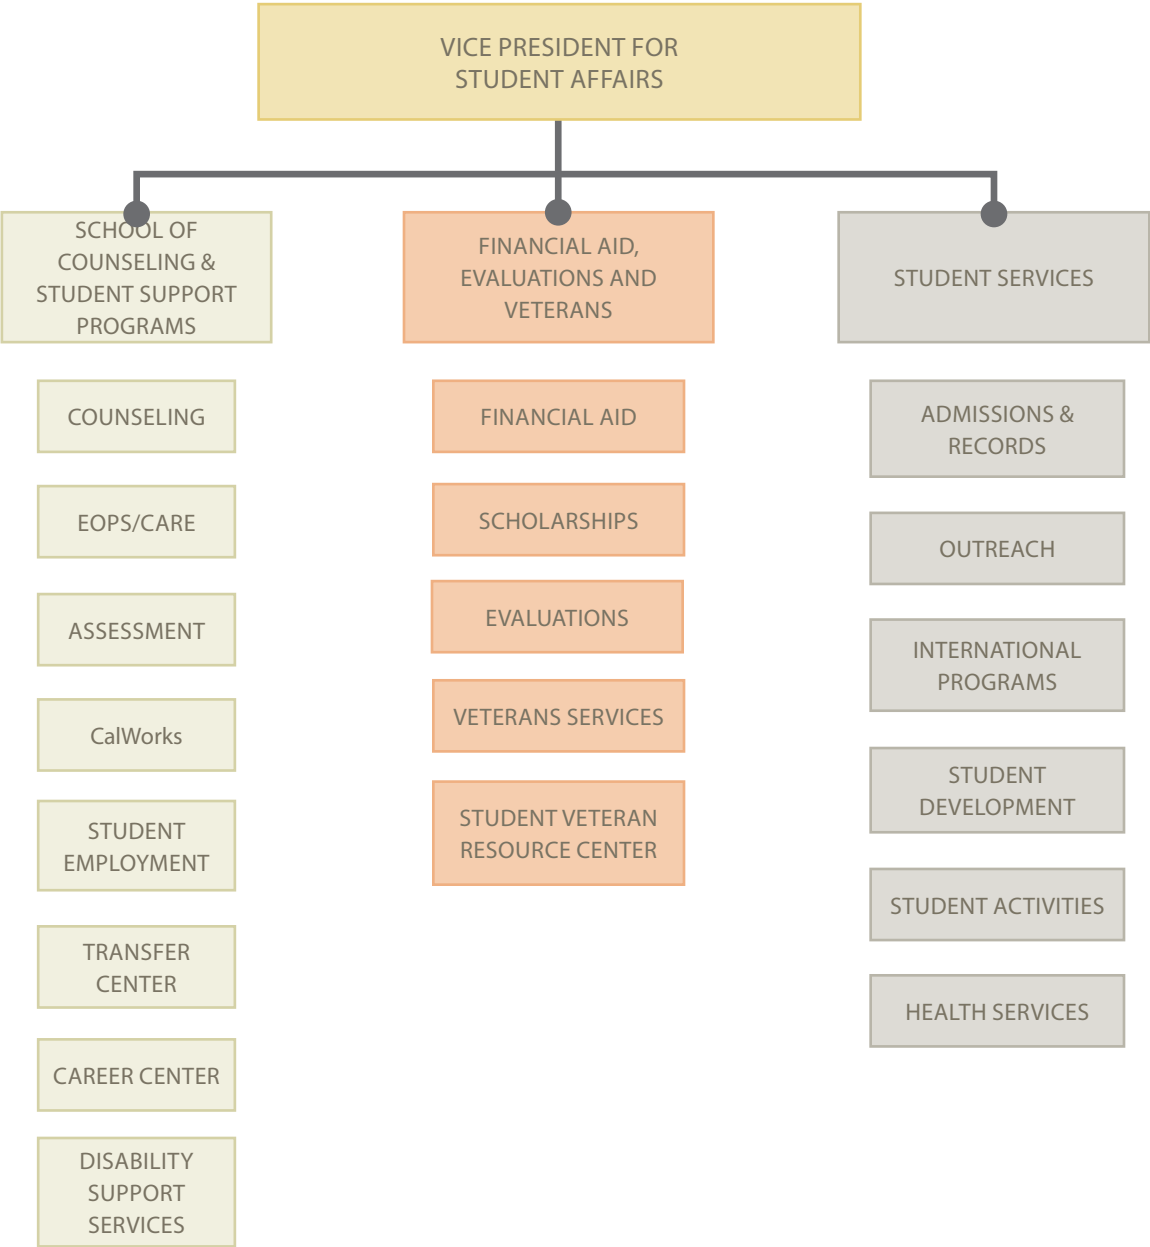 VICE PRESIDENT FOR
STUDENT AFFAIRS
SCHOOL OF
COUNSELING &
STUDENT SUPPORT
PROGRAMS
FINANCIAL AID,
EVALUATIONS AND
VETERANS
STUDENT SERVICES
COUNSELING
EOPS/CARE
ASSESSMENT
CalWorks
STUDENT
EMPLOYMENT
TRANSFER
CENTER
CAREER CENTER
DISABILITY
SUPPORT
SERVICES
FINANCIAL AID
SCHOLARSHIPS
EVALUATIONS
VETERANS SERVICES
STUDENT VETERAN
RESOURCE CENTER
ADMISSIONS &
RECORDS
OUTREACH
INTERNATIONAL
PROGRAMS
STUDENT
DEVELOPMENT
STUDENT ACTIVITIES
HEALTH SERVICES